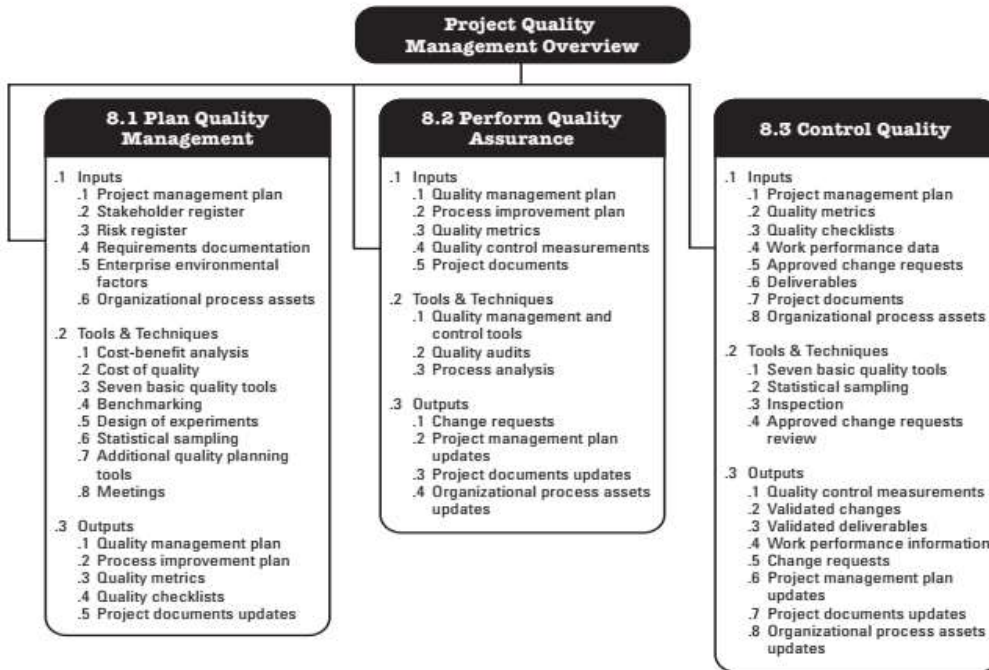 Project Quality
Management Overview
8.1 Plan Quality
Management
.1 Inputs
.1 Project management plan
.2 Stakeholder register
.3 Risk register
.4 Requirements documentation
.5 Enterprise environmental
factors
.6 Organizational process assets
.2 Tools & Techniques
.1 Cost-benefit analysis
.2 Cost of quality
.3 Seven basic quality tools
.4 Benchmarking
.5 Design of experiments
.6 Statistical sampling
.7 Additional quality planning
tools
.8 Meetings
.3 Outputs
.1 Quality management plan
.2 Process improvement plan
.3 Quality metrics
.4 Quality checklists
.5 Project documents updates
8.2 Perform Quality
Assurance
.1 Inputs
.1 Quality management plan
.2 Process improvement plan
.3 Quality metrics
.4 Quality control measurements
.5 Project documents
.2 Tools & Techniques
.1 Quality management and
control tools
.2 Quality audits
.3 Process analysis
.3 Outputs
.1 Change requests
.2 Project management plan
updates
.3 Project documents updates
.4 Organizational process assets
updates
8.3 Control Quality
.1 Inputs
.1 Project management plan
.2 Quality metrics
.3 Quality checklists
.4 Work performance data
.5 Approved change requests
.6 Deliverables
.7 Project documents
.8 Organizational process assets
.2 Tools & Techniques
.1 Seven basic quality tools
.2 Statistical sampling
.3 Inspection
.4 Approved change requests
review
.3 Outputs
.1 Quality control measurements
.2 Validated changes
.3 Validated deliverables
.4 Work performance information
.5 Change requests
.6 Project management plan
updates
.7 Project documents updates
.8 Organizational process assets
updates